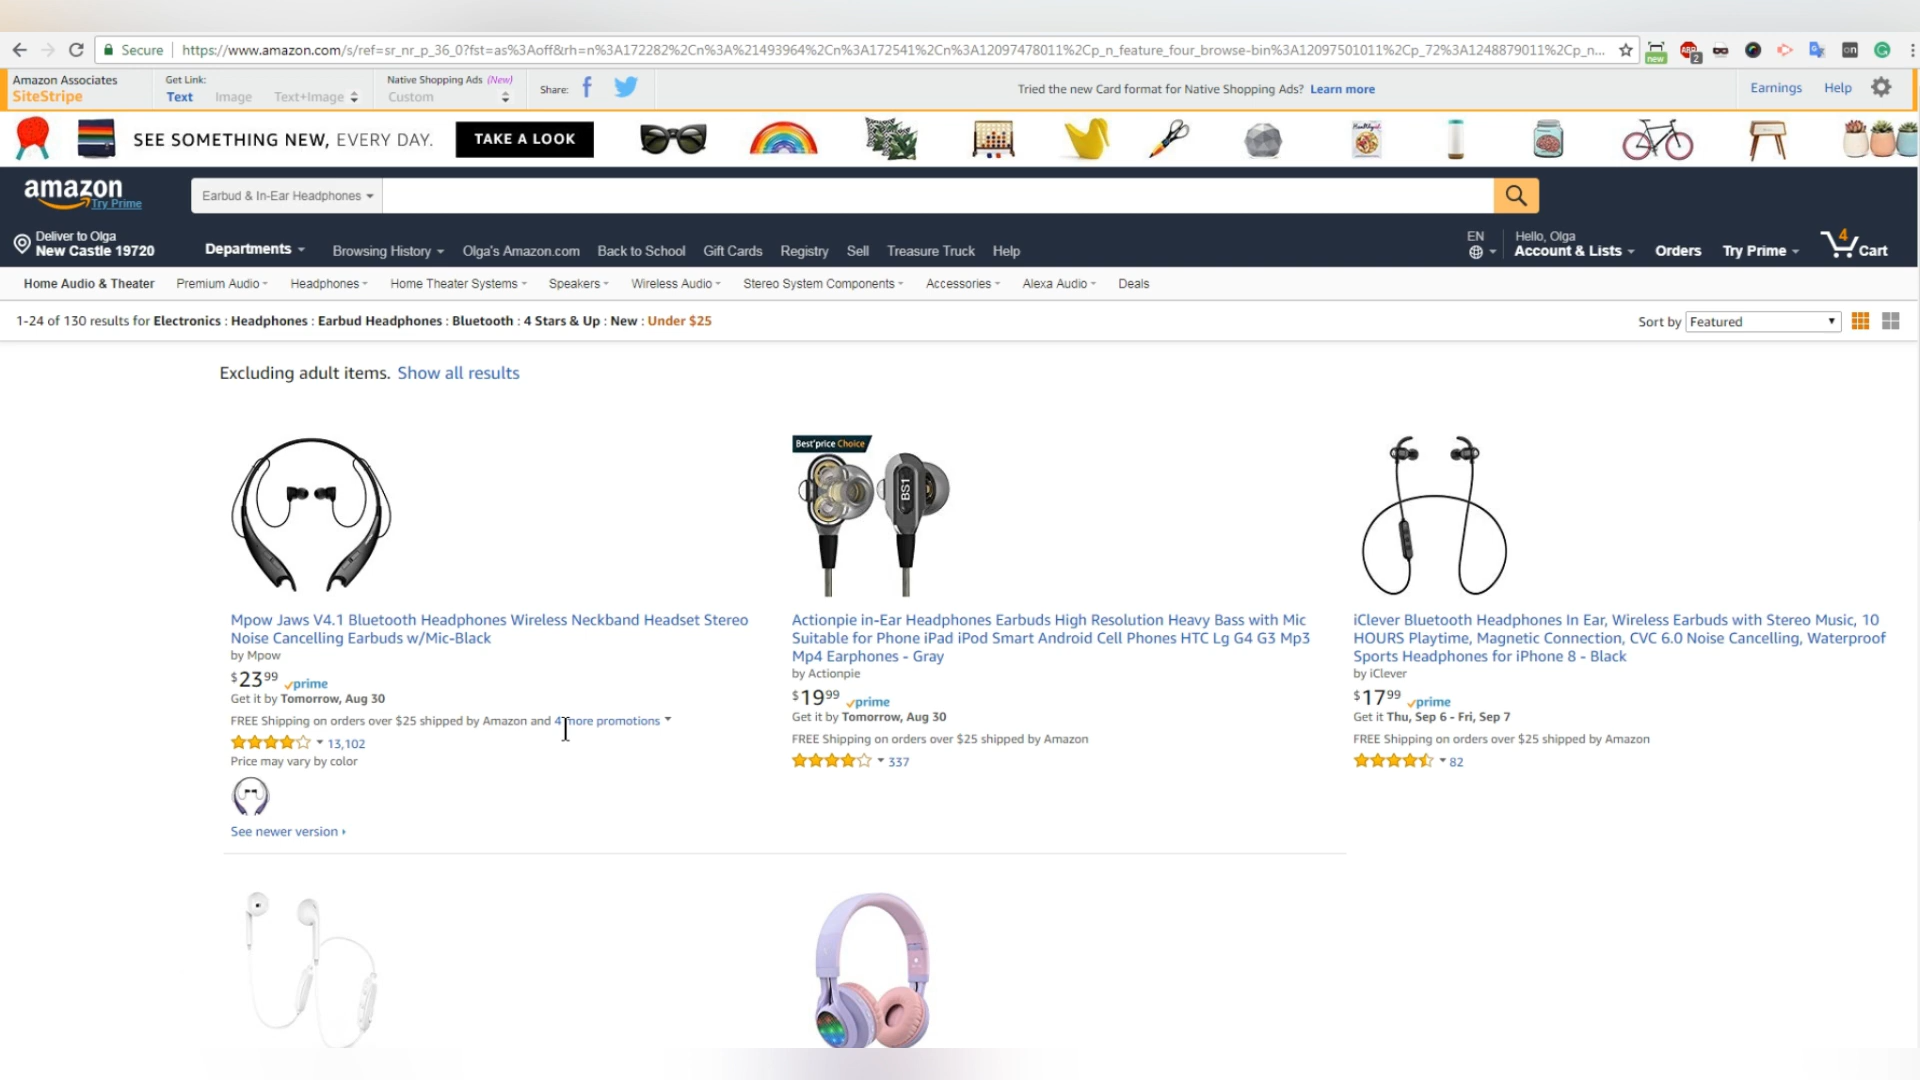 Secure https://www.amazon.com/s/ref=sr_nr_p_36_0?fst=as%3Aoff&rh=n%3A172282%2Cn%3A%21493964%2Cn%3A172541%2Cn%3A12097478011%2Cp_n_feature_four_browse-bin%3A12097501011%2Cp_72%3A1248879011%2Cp_n...
new
ABP
2
on
Amazon Associates
SiteStripe
Get Link:
Text Image Text+Image
Native Shopping Ads (New)
Custom
Share:
Tried the new Card format for Native Shopping Ads? Learn more
Earnings Help
SEE SOMETHING NEW, EVERY DAY. TAKE A LOOK
amazon
Try Prime
Earbud & In-Ear Headphones
Deliver to Olga
New Castle 19720
Departments Browsing History Olga's Amazon.com Back to School Gift Cards Registry Sell Treasure Truck Help
EN
Hello, Olga
Account & Lists Orders Try Prime 4 Cart
Home Audio & Theater Premium Audio Headphones Home Theater Systems Speakers Wireless Audio Stereo System Components Accessories Alexa Audio Deals
1-24 of 130 results for Electronics : Headphones : Earbud Headphones : Bluetooth : 4 Stars & Up : New : Under $25
Sort by Featured
Excluding adult items. Show all results
Mpow Jaws V4.1 Bluetooth Headphones Wireless Neckband Headset Stereo
Noise Cancelling Earbuds w/Mic-Black
by Mpow
$23 99 prime
Get it by Tomorrow, Aug 30
FREE Shipping on orders over $25 shipped by Amazon and 4 more promotions
13,102
Price may vary by color
See newer version
Best'price Choice
BS1
Actionpie in-Ear Headphones Earbuds High Resolution Heavy Bass with Mic
Suitable for Phone iPad iPod Smart Android Cell Phones HTC Lg G4 G3 Mp3
Mp4 Earphones - Gray
by Actionpie
$19 99 prime
Get it by Tomorrow, Aug 30
FREE Shipping on orders over $25 shipped by Amazon
337
iClever Bluetooth Headphones In Ear, Wireless Earbuds with Stereo Music, 10
HOURS Playtime, Magnetic Connection, CVC 6.0 Noise Cancelling, Waterproof
Sports Headphones for iPhone 8 - Black
by iClever
$17 99 prime
Get it Thu, Sep 6 - Fri, Sep 7
FREE Shipping on orders over $25 shipped by Amazon
82